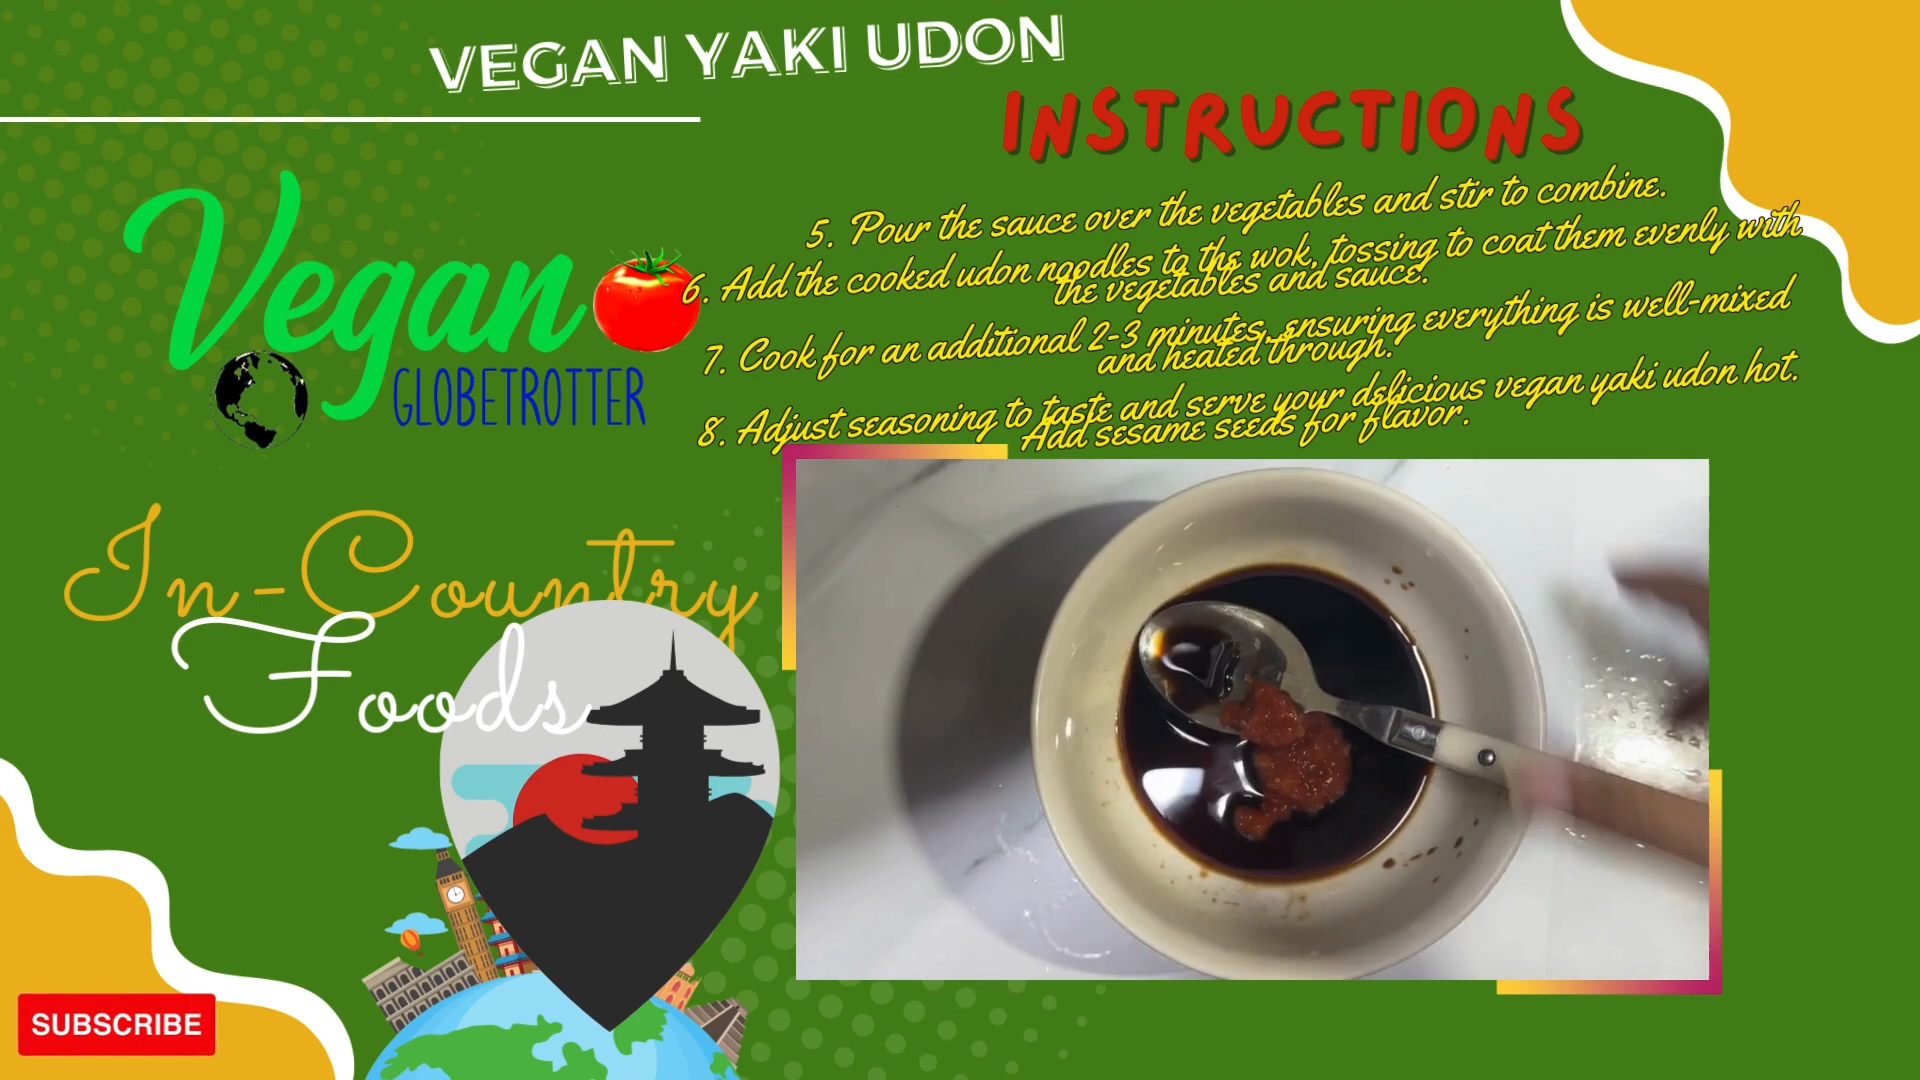 VEGAN YAKI UDON
INSTRUCTIONS
5. Pour the sauce over the vegetables and stir to combine.
6. Add the cooked udon noodles to the wok, tossing to coat them evenly with
the vegetables and sauce.
7. Cook for an additional 2-3 minutes, ensuring everything is well-mixed
and heated through.
8. Adjust seasoning to taste and serve your delicious vegan yaki udon hot.
Add sesame seeds for flavor.
Vegan
GLOBETROTTER
In-Country
Foods
SUBSCRIBE